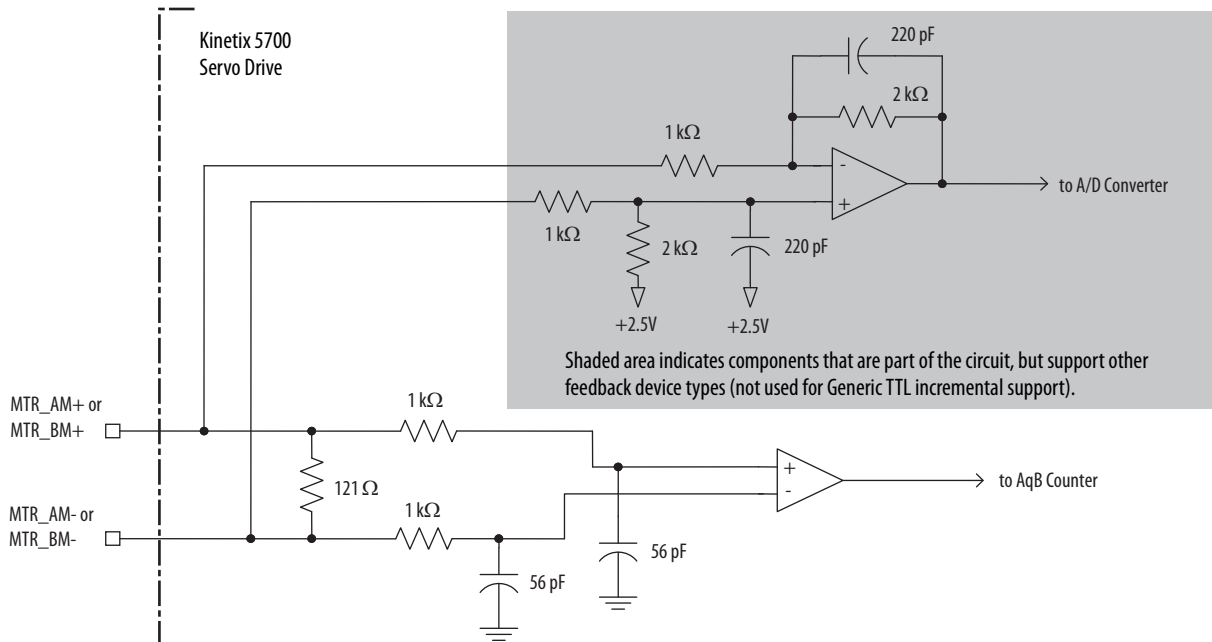 Kinetix 5700
Servo Drive
220 pF
2 kΩ
1 kΩ
-
+
to A/D Converter
1 kΩ
2 kΩ
220 pF
+2.5V
+2.5V
Shaded area indicates components that are part of the circuit, but support other
feedback device types (not used for Generic TTL incremental support).
MTR_AM+ or
MTR_BM+
1 kΩ
+
-
to AqB Counter
121 Ω
MTR_AM- or
MTR_BM-
1 kΩ
56 pF
56 pF